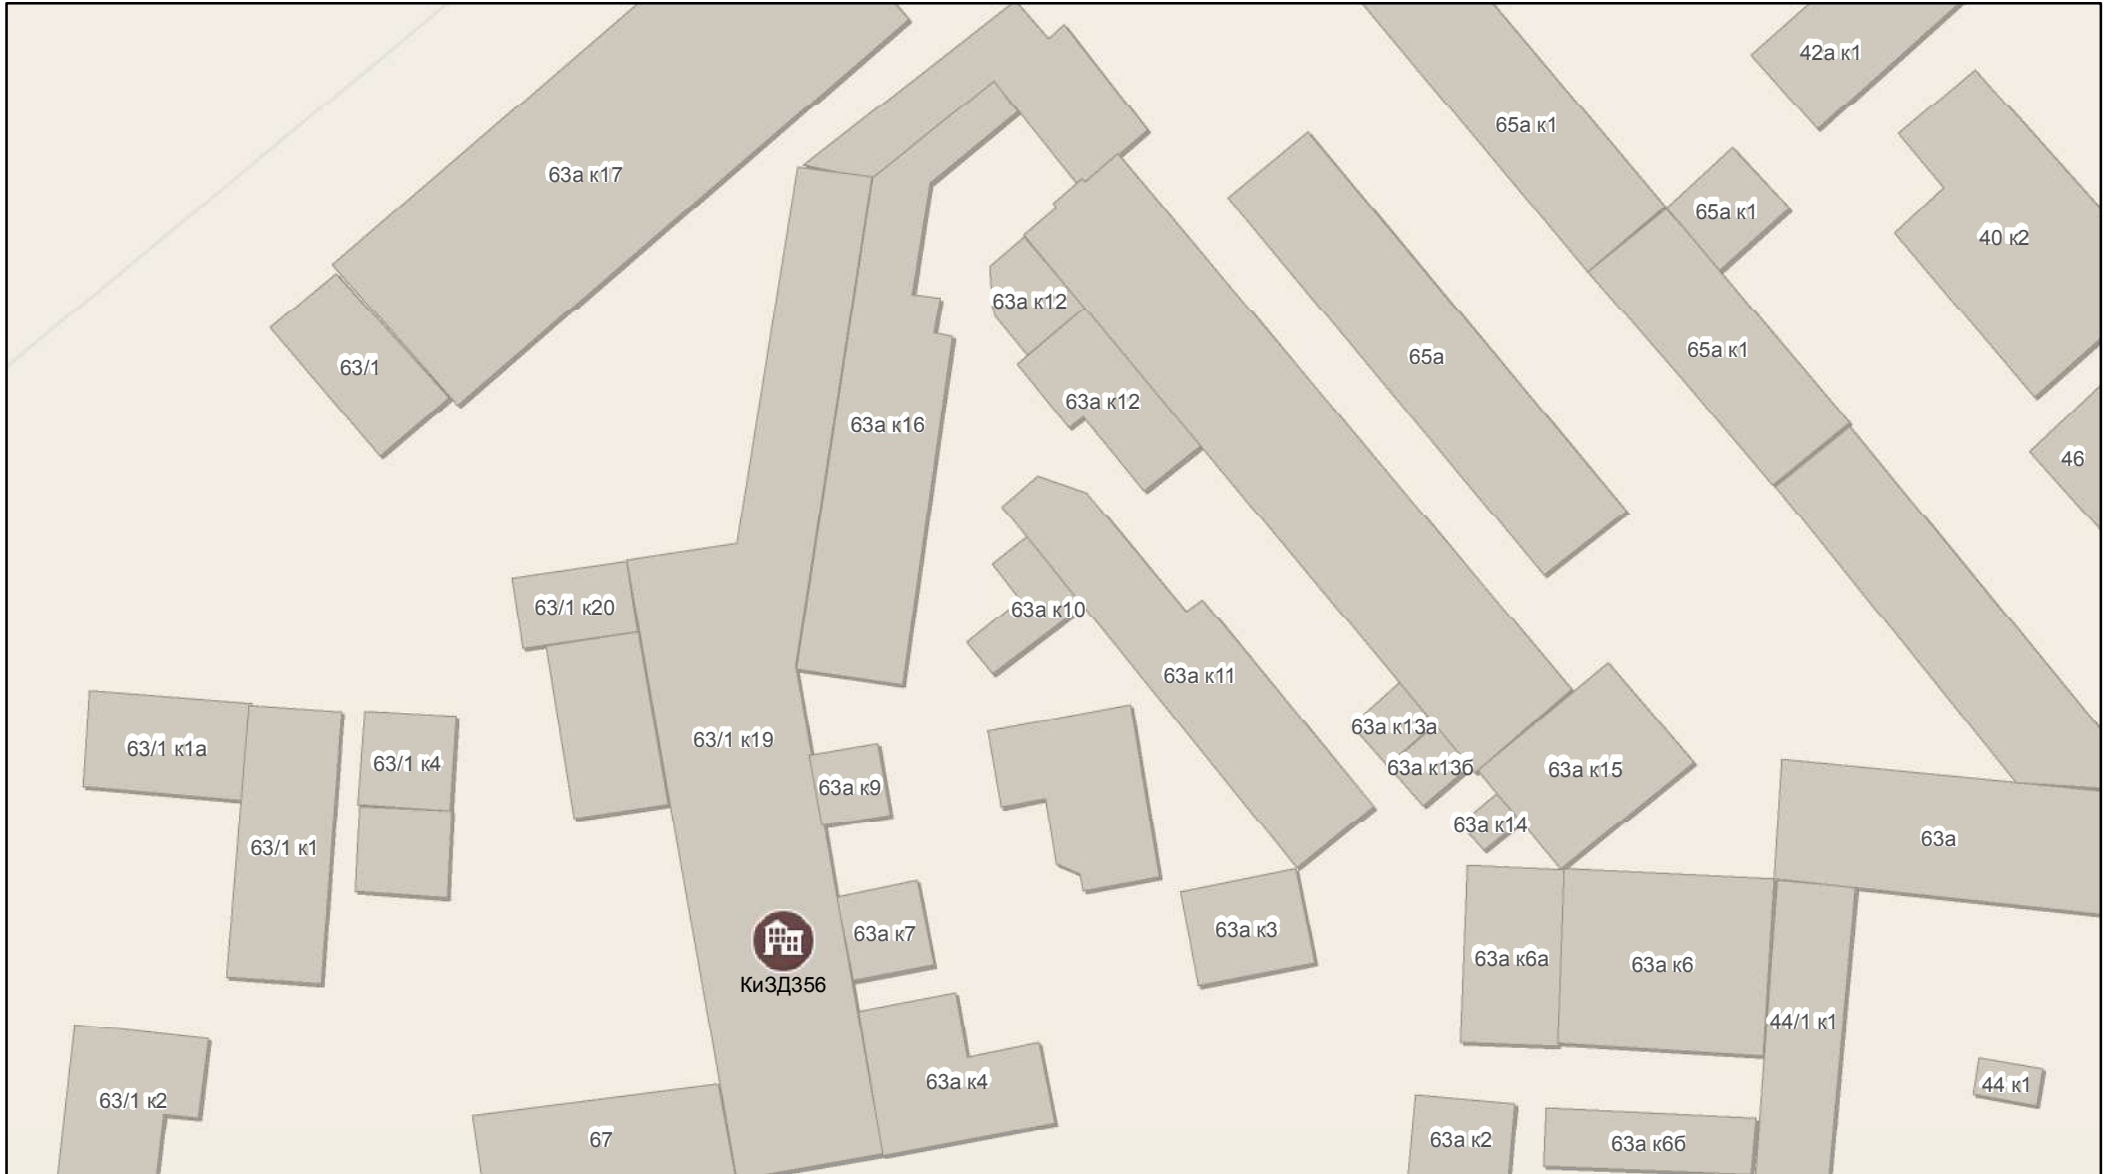 42а к1
65а к1
63а к17
65а к1
40 к2
63а к12
65а к1
65а
63/1
63а к12
63а к16
46
63/1 к20
63а к10
63а к11
63а к13а
63/1 к19
63/1 к1а
63/1 к4
63а к13б
63а к15
63а к9
63а к14
63а
63/1 к1
63а к3
63а к7
63а к6а
63а к6
КиЗД356
44/1 к1
63а к4
44 к1
63/1 к2
67
63а к2
63а к6б